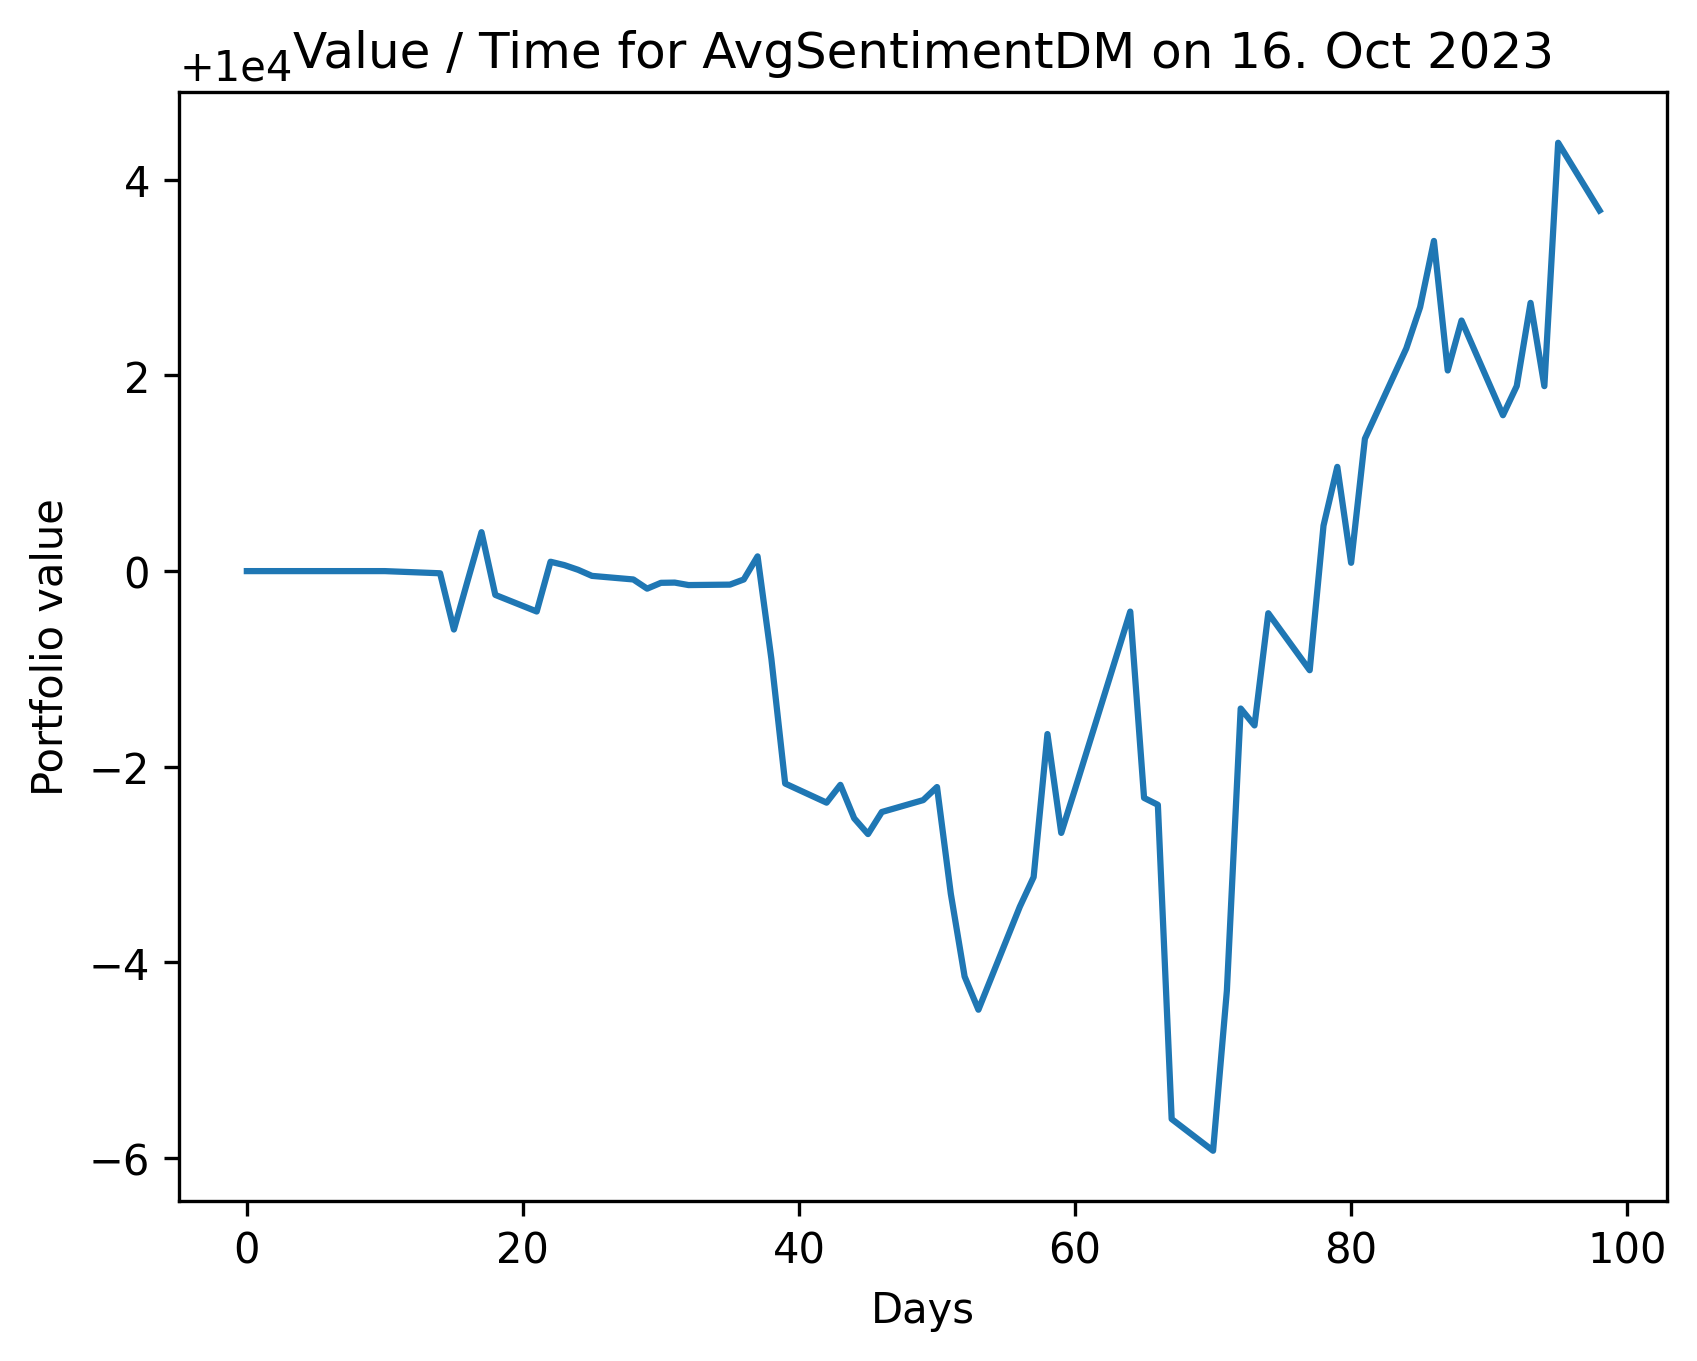 Value / Time for AvgSentimentDM on 16. Oct 2023
+1e4
4
2
0
−2
−4
−6
Portfolio value
0 20 40 60 80 100
Days